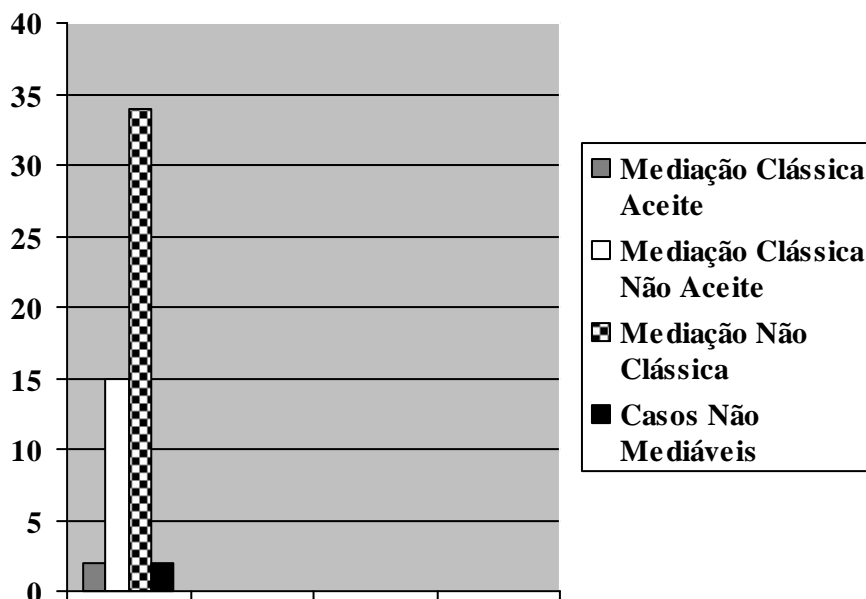 40
35
30
25
20
15
10
5
0
Mediação Clássica
Aceite
Mediação Clássica
Não Aceite
Mediação Não
Clássica
Casos Não
Mediáveis